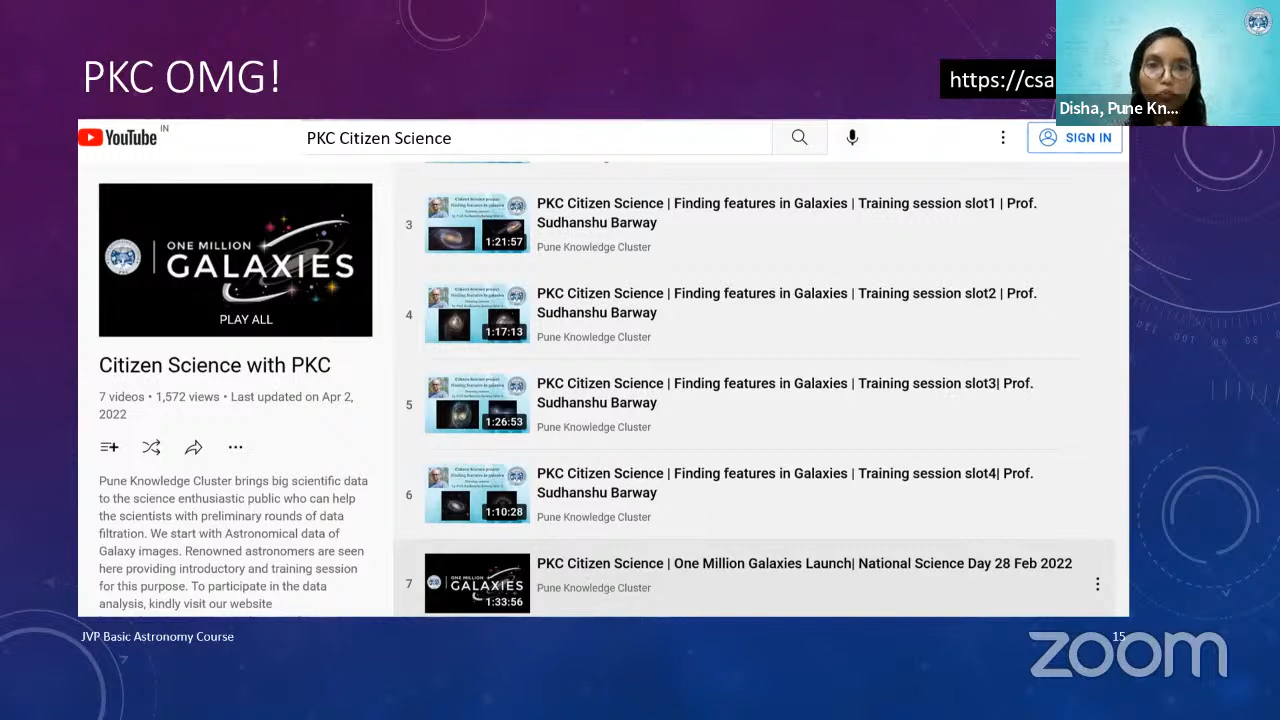 PKC OMG!
https://csa
Disha, Pune Kn...
YouTube IN
PKC Citizen Science
SIGN IN
ONE MILLION
GALAXIES
PLAY ALL
Citizen Science with PKC
7 videos • 1,572 views • Last updated on Apr 2,
2022
Pune Knowledge Cluster brings big scientific data
to the science enthusiastic public who can help
the scientists with preliminary rounds of data
filtration. We start with Astronomical data of
Galaxy images. Renowned astronomers are seen
here providing introductory and training session
for this purpose. To participate in the data
analysis, kindly visit our website
3
1:21:57
PKC Citizen Science | Finding features in Galaxies | Training session slot1 | Prof.
Sudhanshu Barway
Pune Knowledge Cluster
4
1:17:13
PKC Citizen Science | Finding features in Galaxies | Training session slot2 | Prof.
Sudhanshu Barway
Pune Knowledge Cluster
5
1:26:53
PKC Citizen Science | Finding features in Galaxies | Training session slot3| Prof.
Sudhanshu Barway
Pune Knowledge Cluster
6
1:10:28
PKC Citizen Science | Finding features in Galaxies | Training session slot4| Prof.
Sudhanshu Barway
Pune Knowledge Cluster
7
ONE MILLION
GALAXIES
1:33:56
PKC Citizen Science | One Million Galaxies Launch| National Science Day 28 Feb 2022
Pune Knowledge Cluster
JVP Basic Astronomy Course
15
zoom